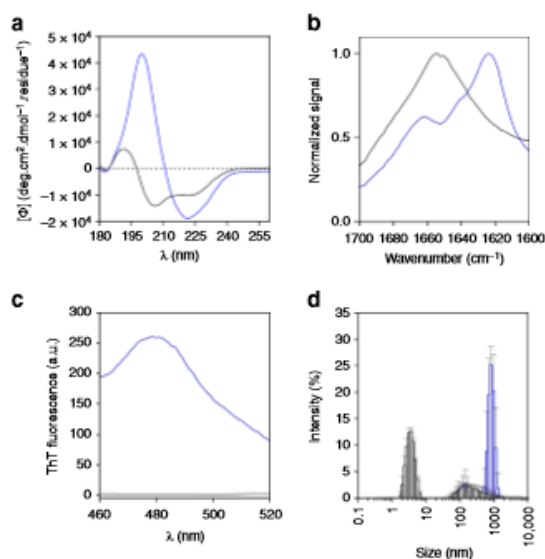 a
5 × 10⁴
4 × 10⁴
3 × 10⁴
2 × 10⁴
1 × 10⁴
0
−1 × 10⁴
−2 × 10⁴
[Φ] (deg.cm².dmol⁻¹.residue⁻¹)
180 195 210 225 240 255
λ (nm)
b
1.0
0.5
0.0
Normalized signal
1700 1680 1660 1640 1620 1600
Wavenumber (cm⁻¹)
c
300
250
200
150
100
50
0
ThT fluorescence (a.u.)
460 480 500 520
λ (nm)
d
35
30
25
20
15
10
5
0
Intensity (%)
0.1 1 10 100 1000 10,000
Size (nm)